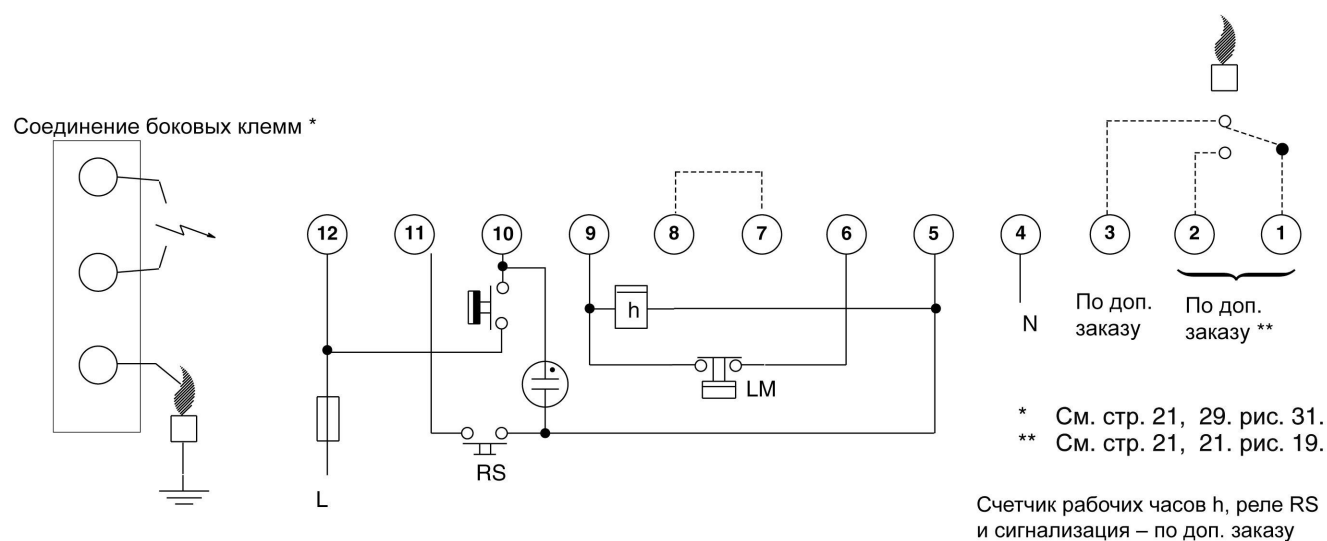 Соединение боковых клемм *
12 11 10 9 8 7 6 5 4 3 2 1
h
LM
RS
L
N
По доп.
заказу
По доп.
заказу **
* См. стр. 21, 29. рис. 31.
** См. стр. 21, 21. рис. 19.
Счетчик рабочих часов h, реле RS
и сигнализация – по доп. заказу